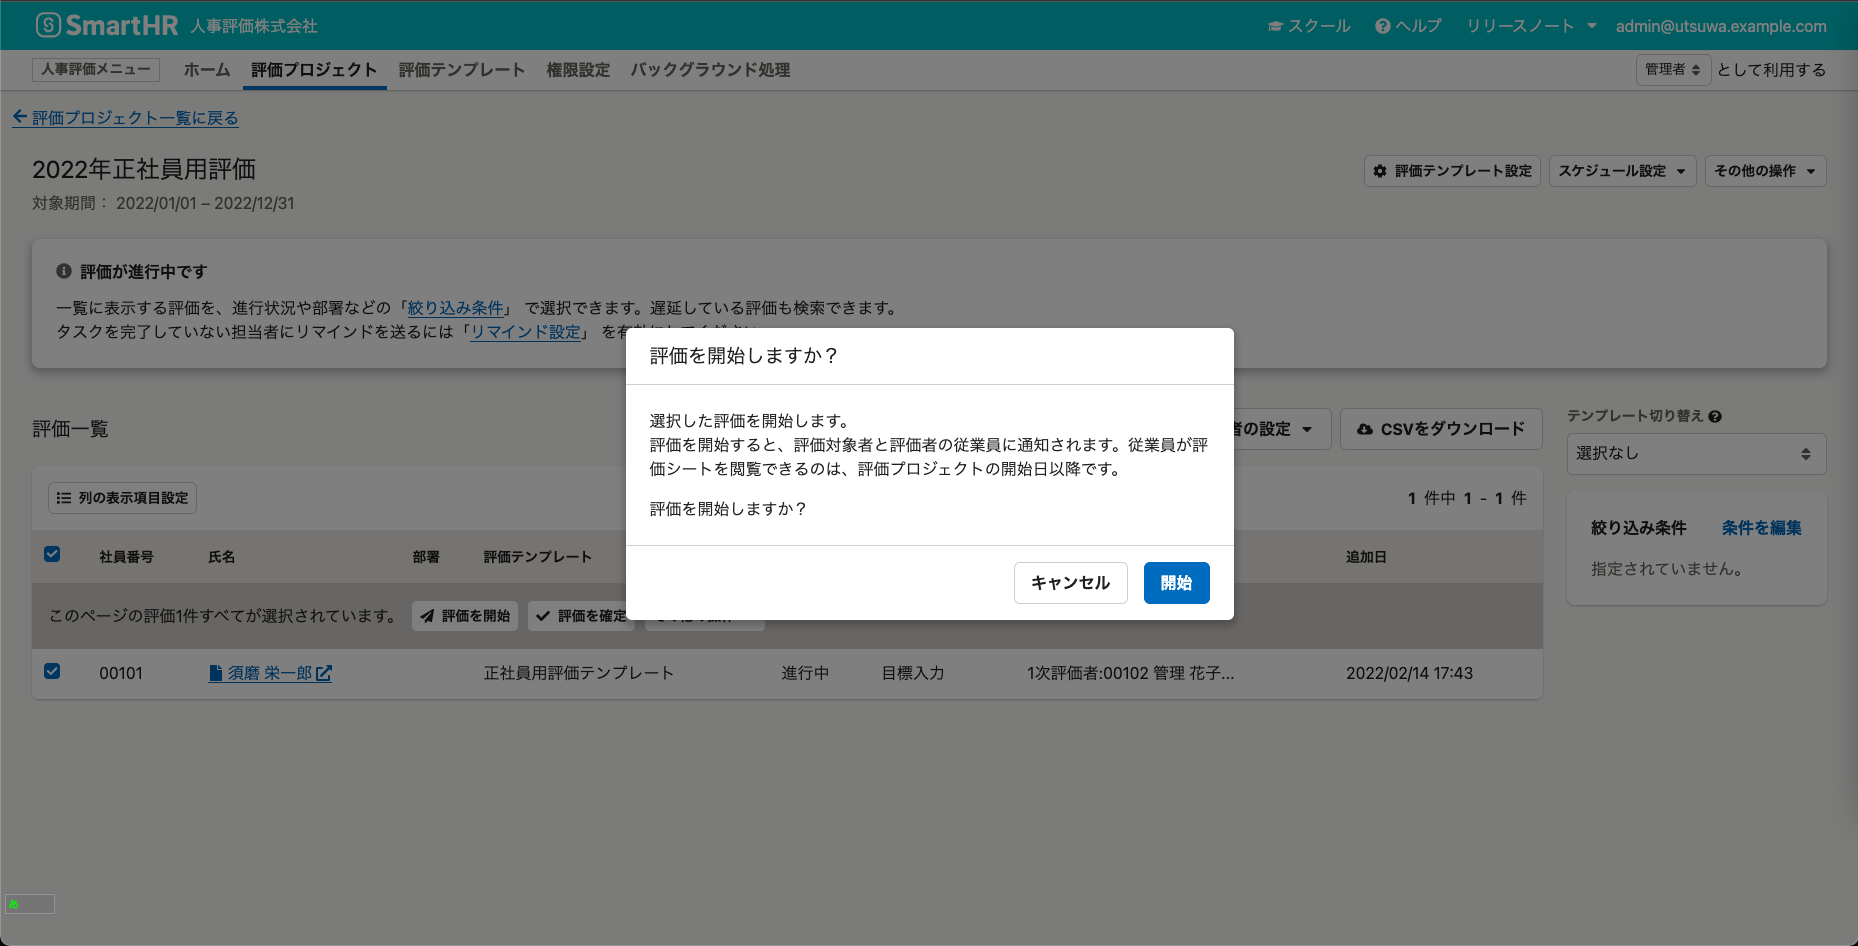 SmartHR 人事評価株式会社 スクール ヘルプ リリースノート admin@utsuwa.example.com
人事評価メニュー ホーム 評価プロジェクト 評価テンプレート 権限設定 バックグラウンド処理 管理者 として利用する
評価プロジェクト一覧に戻る
2022年正社員用評価 評価テンプレート設定 スケジュール設定 その他の操作
対象期間： 2022/01/01 – 2022/12/31
評価が進行中です
一覧に表示する評価を、進行状況や部署などの「絞り込み条件」 で選択できます。遅延している評価も検索できます。
タスクを完了していない担当者にリマインドを送るには「リマインド設定」 を
評価を開始しますか？
選択した評価を開始します。
評価を開始すると、評価対象者と評価者の従業員に通知されます。従業員が評
価シートを閲覧できるのは、評価プロジェクトの開始日以降です。
評価を開始しますか？
キャンセル 開始
評価一覧 者の設定 CSVをダウンロード
テンプレート切り替え
選択なし
列の表示項目設定 1 件中 1 - 1 件
絞り込み条件 条件を編集
指定されていません。
社員番号 氏名 部署 評価テンプレート 追加日
このページの評価1件すべてが選択されています。 評価を開始 評価を確定
00101 須磨 栄一郎 正社員用評価テンプレート 進行中 目標入力 1次評価者:00102 管理 花子... 2022/02/14 17:43
あ